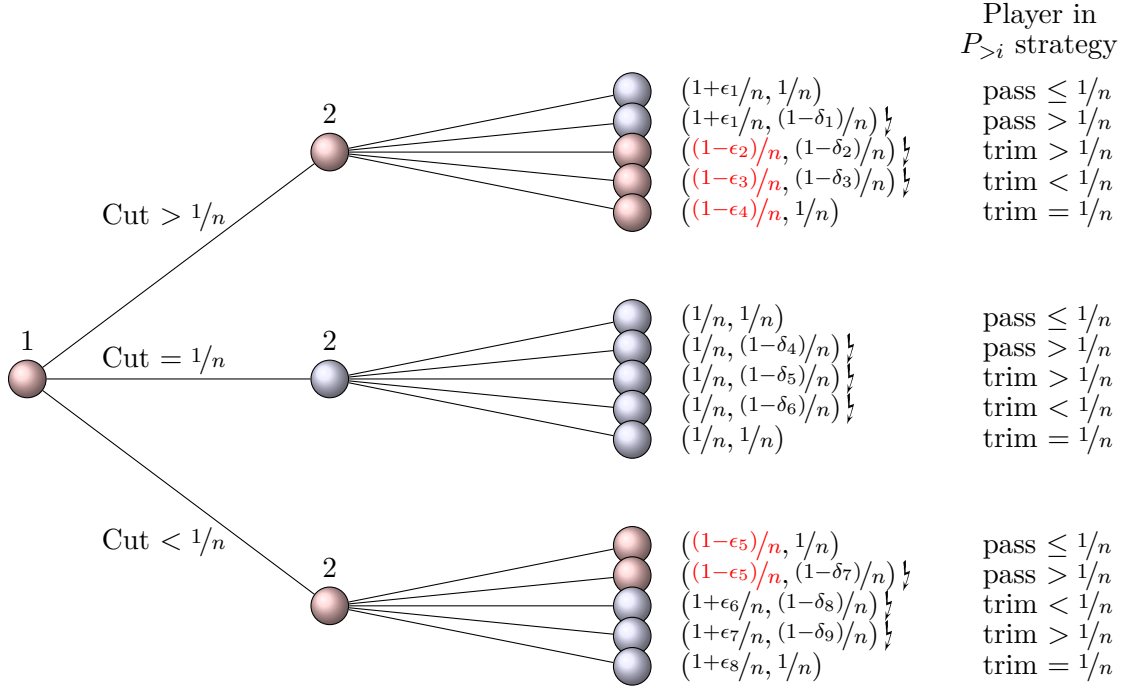 Player in
P>i strategy
2
(1+ϵ1/n, 1/n) pass ≤ 1/n
(1+ϵ1/n, (1−δ1)/n) ↯ pass > 1/n
((1−ϵ2)/n, (1−δ2)/n) ↯ trim > 1/n
((1−ϵ3)/n, (1−δ3)/n) ↯ trim < 1/n
((1−ϵ4)/n, 1/n) trim = 1/n
Cut > 1/n
1
2
Cut = 1/n
(1/n, 1/n) pass ≤ 1/n
(1/n, (1−δ4)/n) ↯ pass > 1/n
(1/n, (1−δ5)/n) ↯ trim > 1/n
(1/n, (1−δ6)/n) ↯ trim < 1/n
(1/n, 1/n) trim = 1/n
Cut < 1/n
2
((1−ϵ5)/n, 1/n) pass ≤ 1/n
((1−ϵ5)/n, (1−δ7)/n) ↯ pass > 1/n
(1+ϵ6/n, (1−δ8)/n) ↯ trim < 1/n
(1+ϵ7/n, (1−δ9)/n) ↯ trim > 1/n
(1+ϵ8/n, 1/n) trim = 1/n